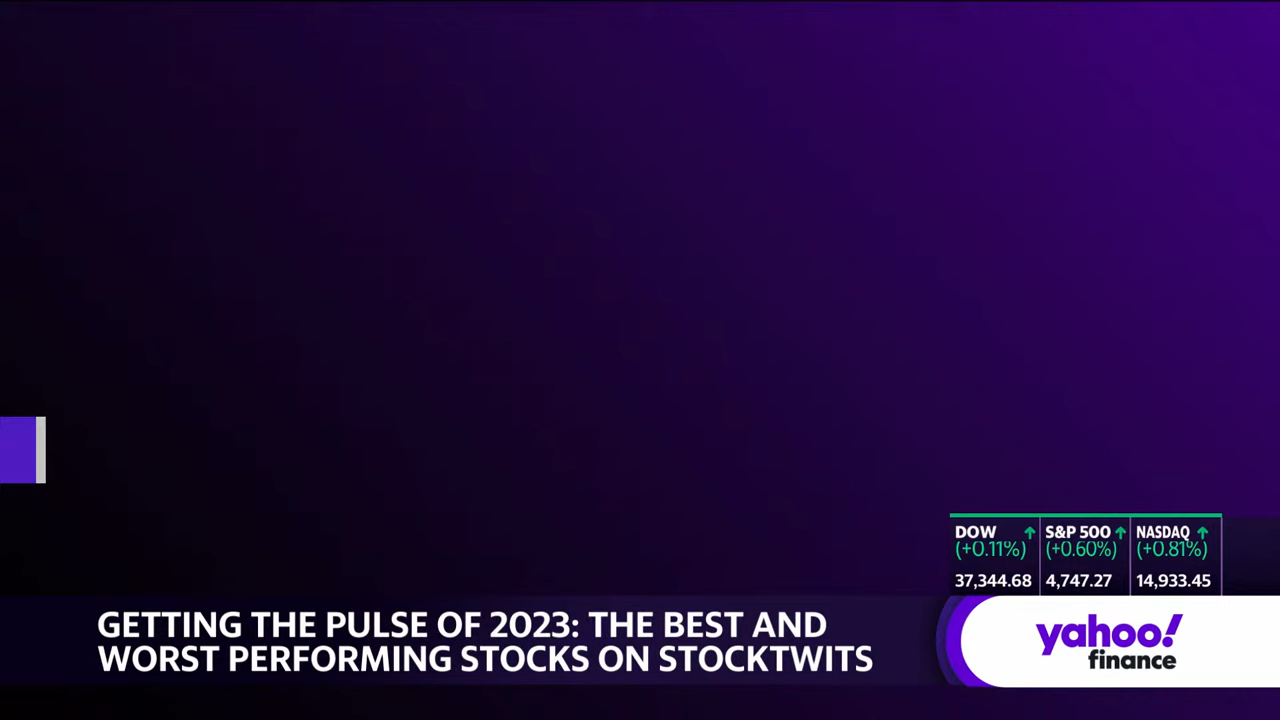 DOW ↑ S&P 500 ↑ NASDAQ ↑
(+0.11%) (+0.60%) (+0.81%)
37,344.68 4,747.27 14,933.45
GETTING THE PULSE OF 2023: THE BEST AND
WORST PERFORMING STOCKS ON STOCKTWITS
yahoo!
finance